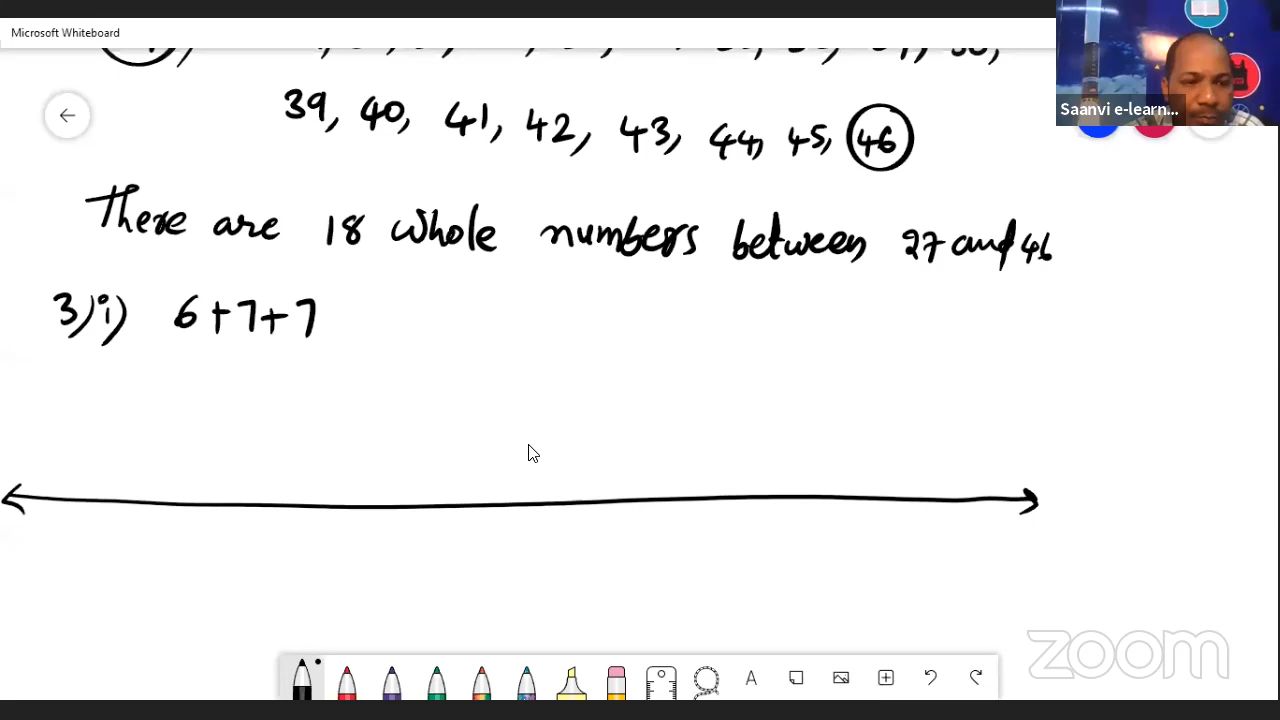 Microsoft Whiteboard
Saanvi e-learn...
39, 40, 41, 42, 43, 44, 45, 46
There are 18 whole numbers between 27 and 46
3) i) 6+7+7
zoom